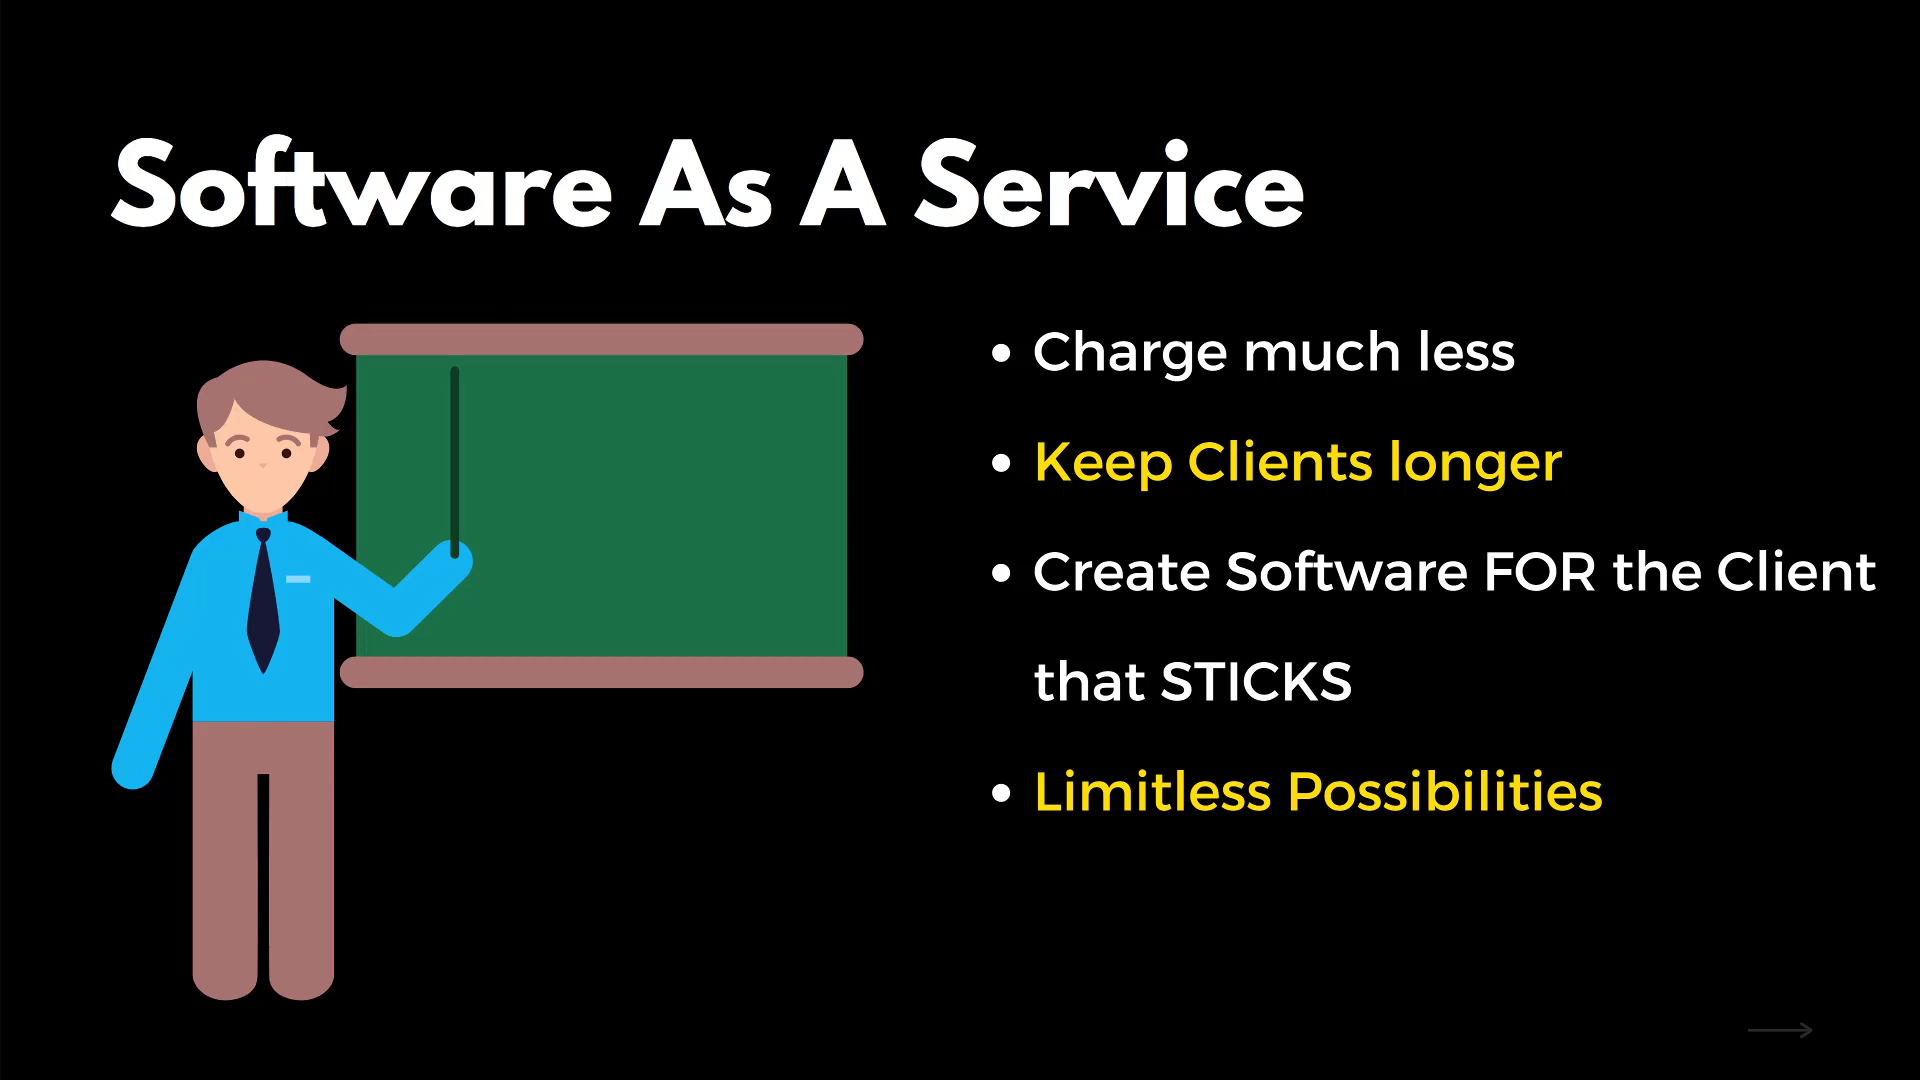 Software As A Service
Charge much less
Keep Clients longer
Create Software FOR the Client
that STICKS
Limitless Possibilities